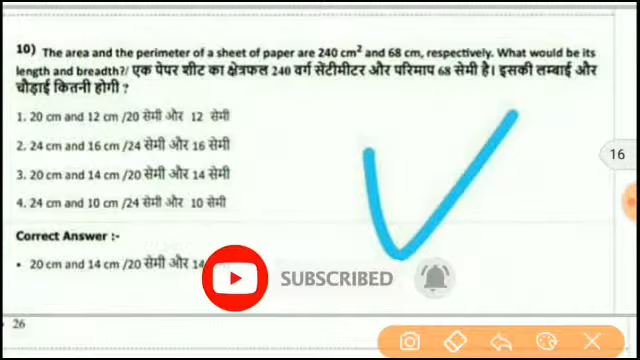 10) The area and the perimeter of a sheet of paper are 240 cm² and 68 cm, respectively. What would be its
length and breadth?/ एक पेपर शीट का क्षेत्रफल 240 वर्ग सेंटीमीटर और परिमाप 68 सेमी है। इसकी लम्बाई और
चौड़ाई कितनी होगी ?
1. 20 cm and 12 cm /20 सेमी और 12 सेमी
2. 24 cm and 16 cm /24 सेमी और 16 सेमी
3. 20 cm and 14 cm /20 सेमी और 14 सेमी
4. 24 cm and 10 cm /24 सेमी और 10 सेमी
Correct Answer :-
• 20 cm and 14 cm /20 सेमी और 14
SUBSCRIBED
26
16